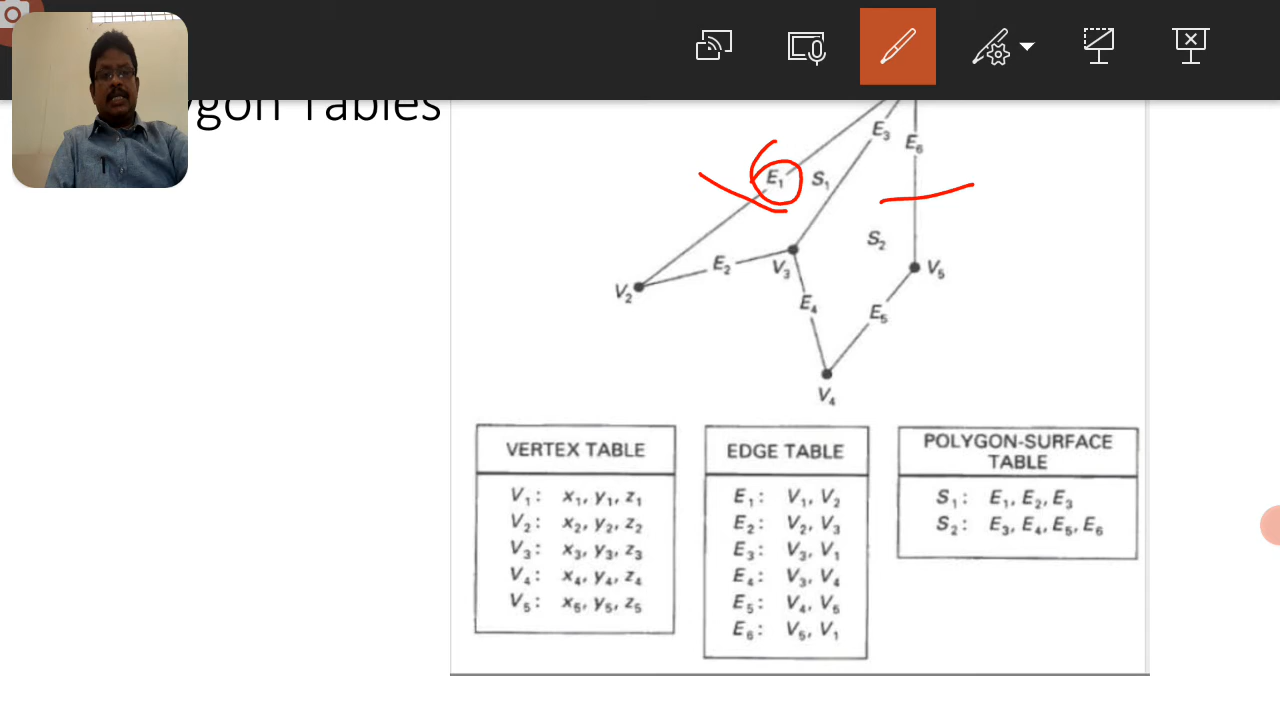 ygon Tables
E3
E6
E1
S1
S2
E2
V3
V5
V2
E4
E5
V4
VERTEX TABLE
V1: x1, y1, z1
V2: x2, y2, z2
V3: x3, y3, z3
V4: x4, y4, z4
V5: x5, y5, z5
EDGE TABLE
E1: V1, V2
E2: V2, V3
E3: V3, V1
E4: V3, V4
E5: V4, V5
E6: V5, V1
POLYGON-SURFACE
TABLE
S1: E1, E2, E3
S2: E3, E4, E5, E6